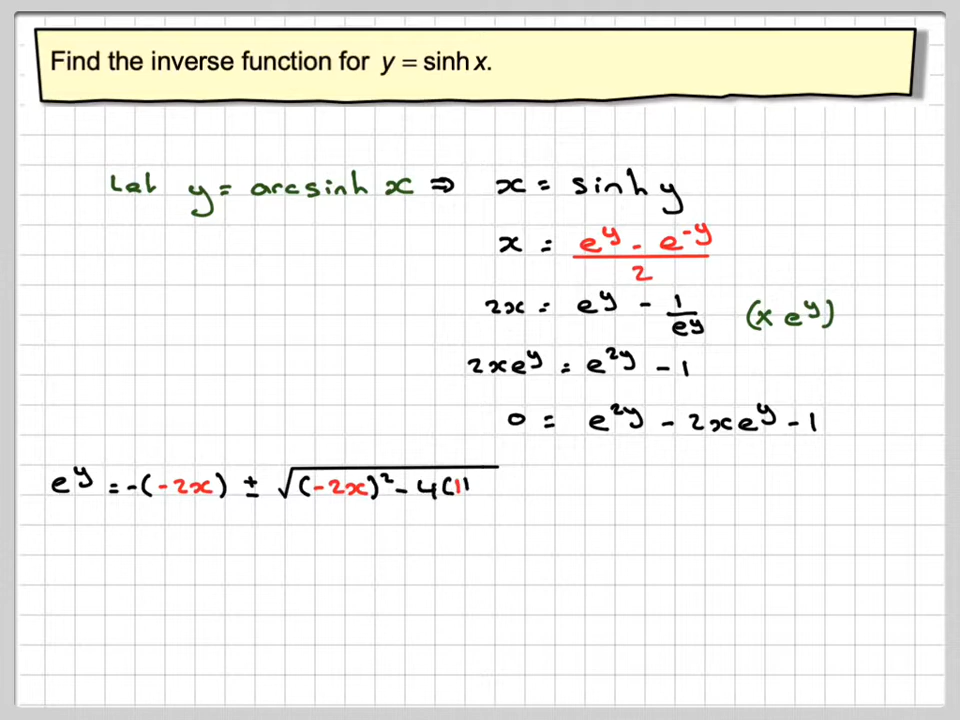 Find the inverse function for y = sinh x.
Let y = arcsinh x ⇒ x = sinh y
x = (e^y - e^-y)/2
2x = e^y - 1/e^y (x e^y)
2xe^y = e^2y - 1
0 = e^2y - 2xe^y - 1
e^y = -(-2x) ± √(-2x)² - 4(1